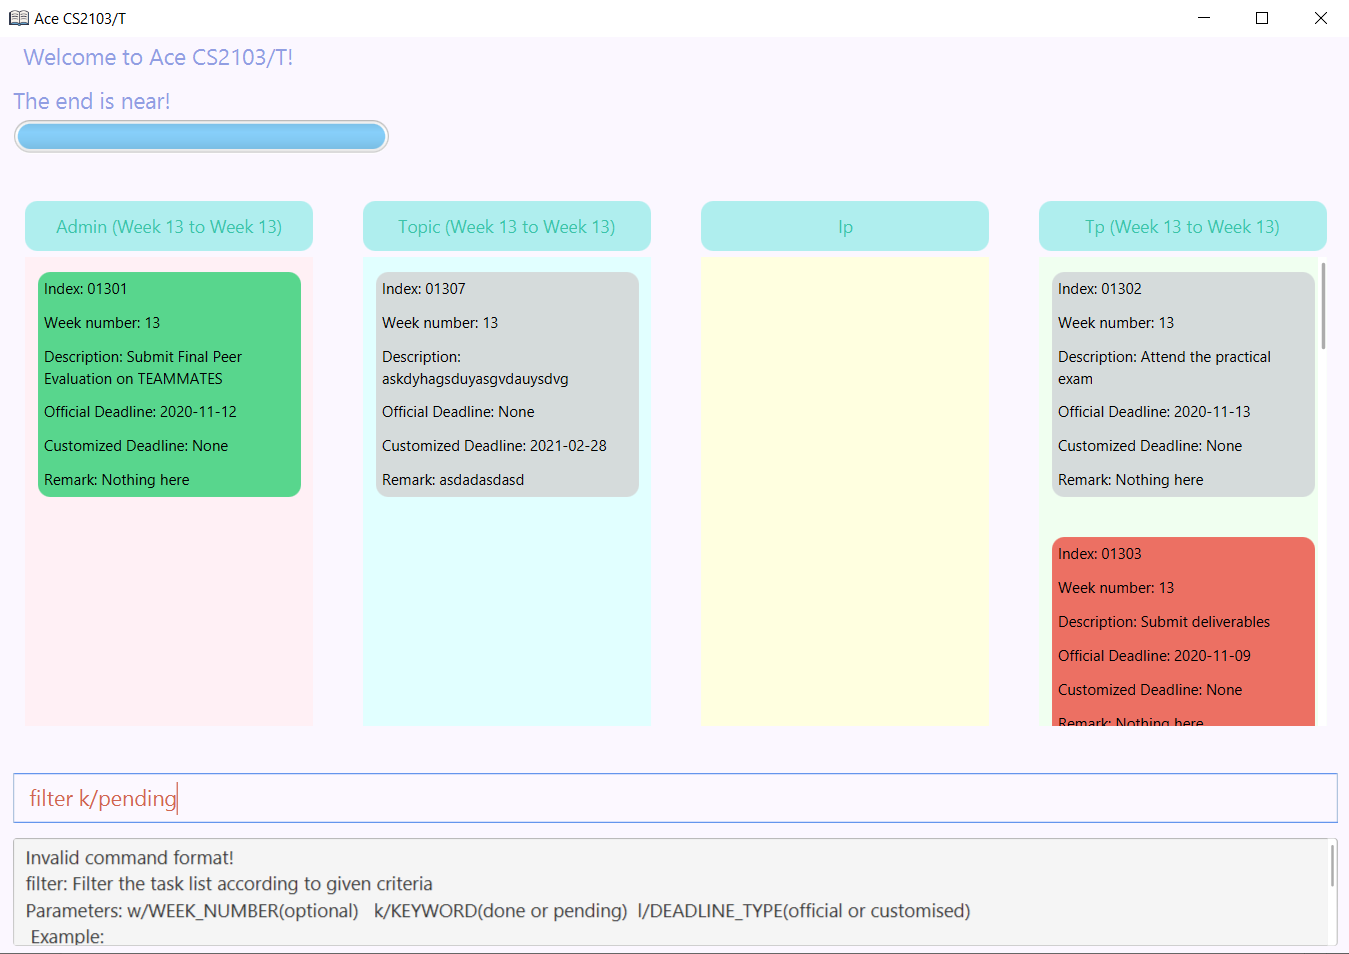 Ace CS2103/T
Welcome to Ace CS2103/T!
The end is near!
Admin (Week 13 to Week 13)
Index: 01301
Week number: 13
Description: Submit Final Peer
Evaluation on TEAMMATES
Official Deadline: 2020-11-12
Customized Deadline: None
Remark: Nothing here
Topic (Week 13 to Week 13)
Index: 01307
Week number: 13
Description:
askdyhagsduyasgvdauysdvg
Official Deadline: None
Customized Deadline: 2021-02-28
Remark: asdadasdasd
Ip
Tp (Week 13 to Week 13)
Index: 01302
Week number: 13
Description: Attend the practical
exam
Official Deadline: 2020-11-13
Customized Deadline: None
Remark: Nothing here
Index: 01303
Week number: 13
Description: Submit deliverables
Official Deadline: 2020-11-09
Customized Deadline: None
Remark: Nothing here
filter k/pending
Invalid command format!
filter: Filter the task list according to given criteria
Parameters: w/WEEK_NUMBER(optional)   k/KEYWORD(done or pending)  l/DEADLINE_TYPE(official or customised)
Example: